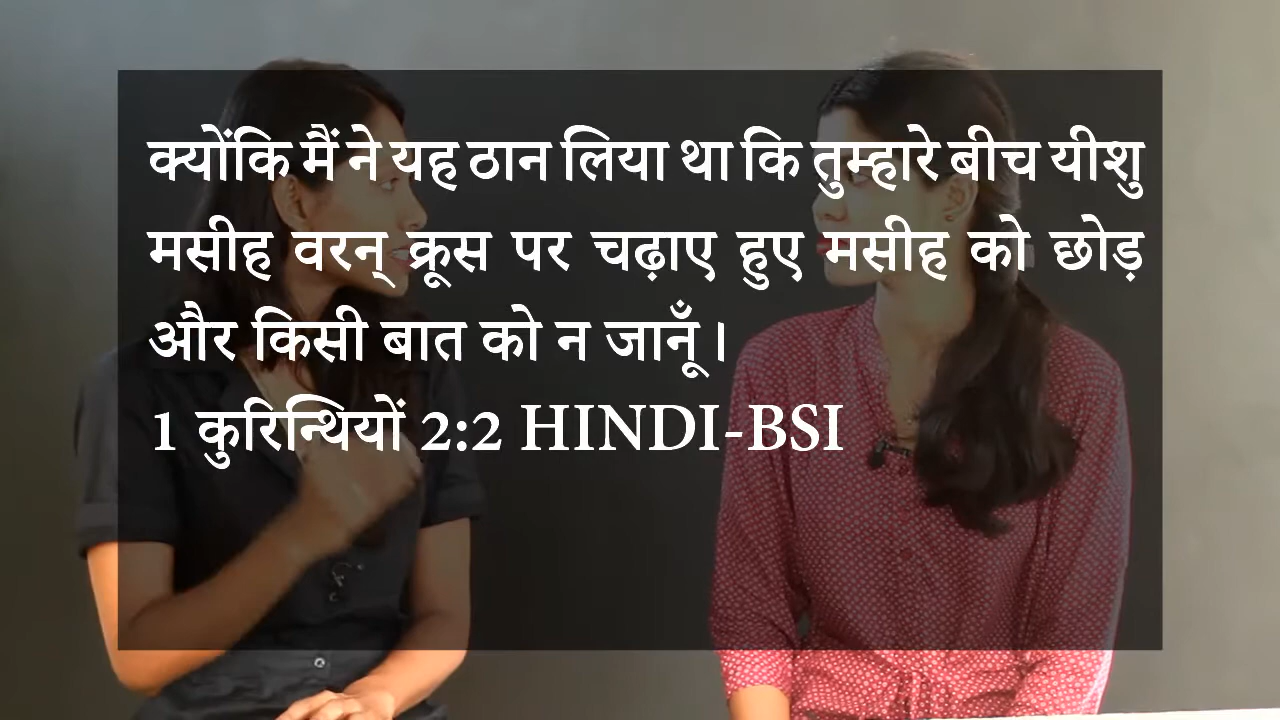 क्योंकि मैं ने यह ठान लिया था कि तुम्हारे बीच यीशु
मसीह वरन् क्रूस पर चढ़ाए हुए मसीह को छोड़
और किसी बात को न जानूँ।
1 कुरिन्थियों 2:2 HINDI-BSI